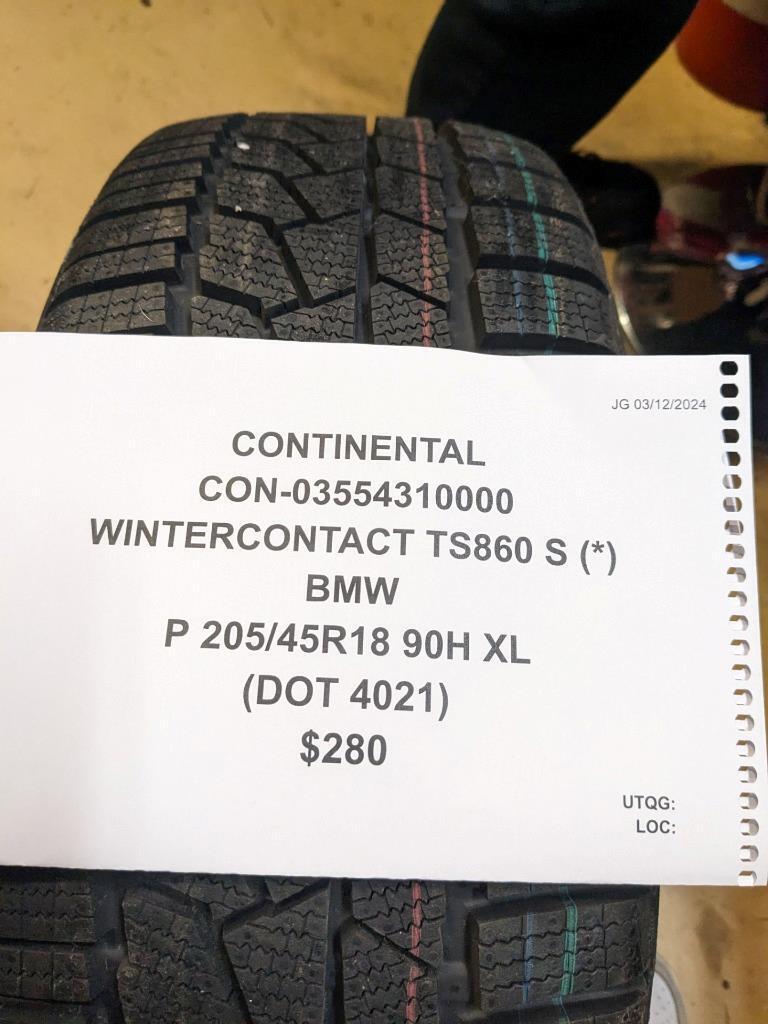 JG 03/12/2024
CONTINENTAL
CON-03554310000
WINTERCONTACT TS860 S (*)
BMW
P 205/45R18 90H XL
(DOT 4021)
$280
UTQG:
LOC: